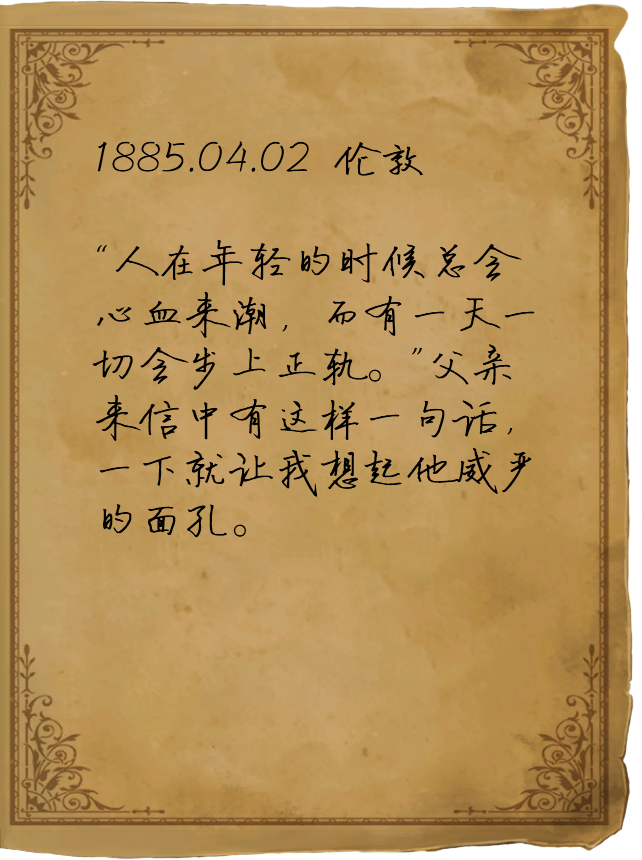 1885.04.02 伦敦
“人在年轻的时候总会
心血来潮，而有一天一
切会步上正轨。”父亲
来信中有这样一句话，
一下就让我想起他威严
的面孔。